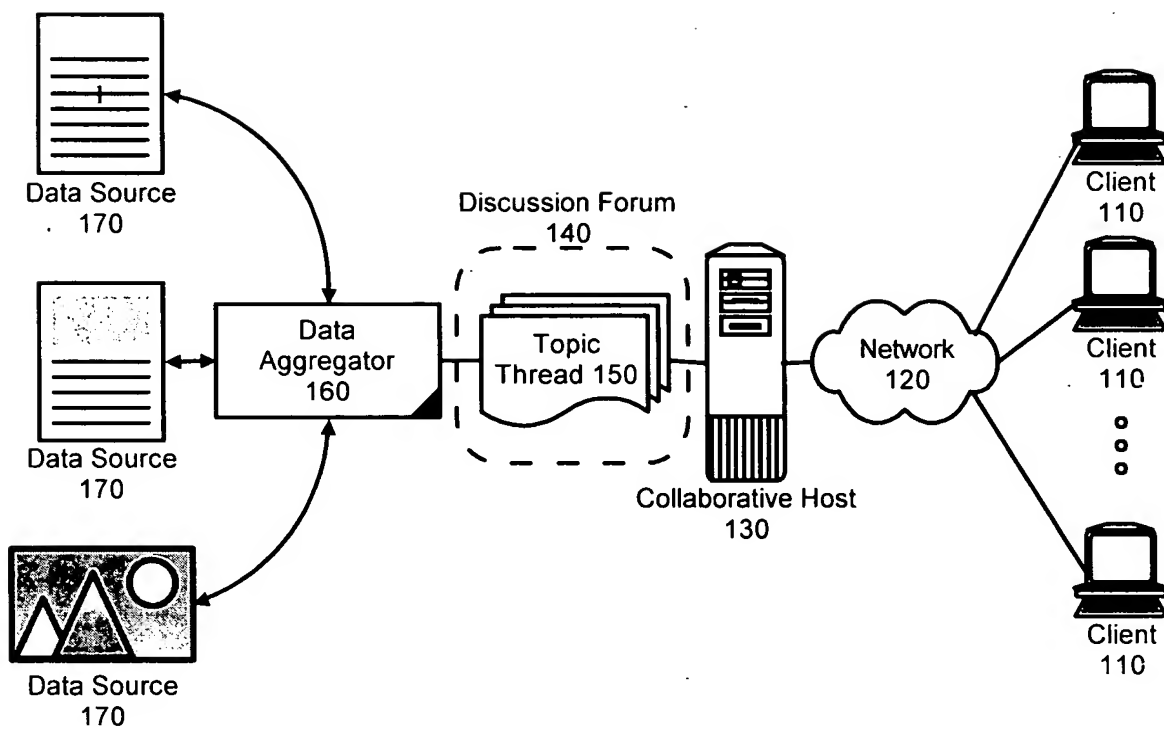 Data Source
170
Data Source
170
Data Source
170
Data
Aggregator
160
Discussion Forum
140
Topic
Thread 150
Collaborative Host
130
Network
120
Client
110
Client
110
Client
110